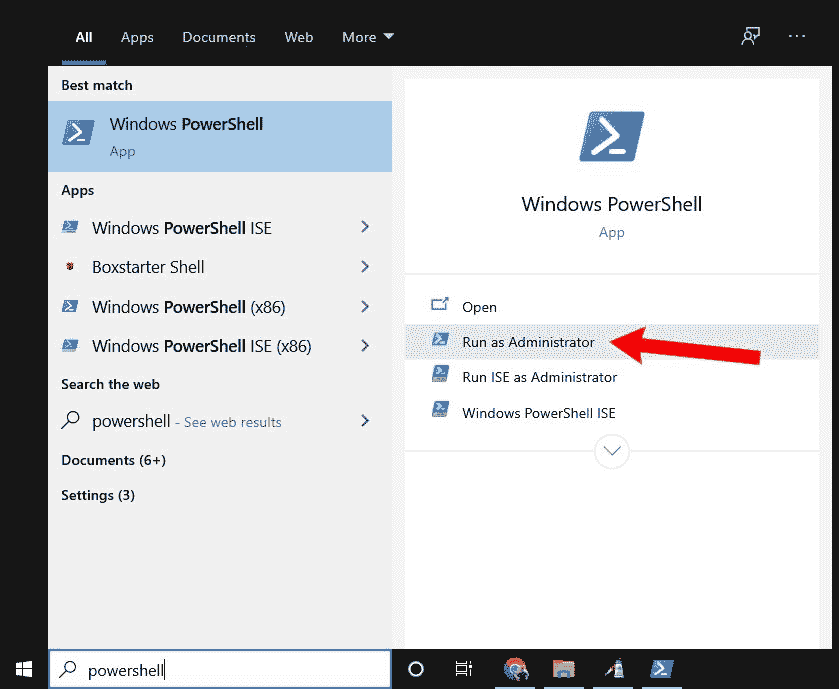 All Apps Documents Web More
Best match
Windows PowerShell
App
Apps
Windows PowerShell ISE
Boxstarter Shell
Windows PowerShell (x86)
Windows PowerShell ISE (x86)
Search the web
powershell - See web results
Documents (6+)
Settings (3)
Windows PowerShell
App
Open
Run as Administrator
Run ISE as Administrator
Windows PowerShell ISE
powershell